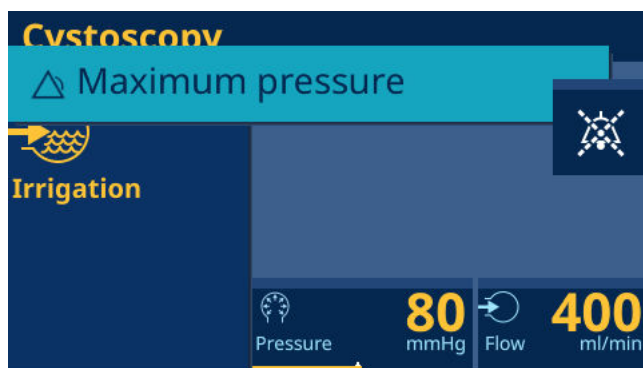 Cystoscopy
Maximum pressure
Irrigation
80
400
Pressure
mmHg
Flow
ml/min